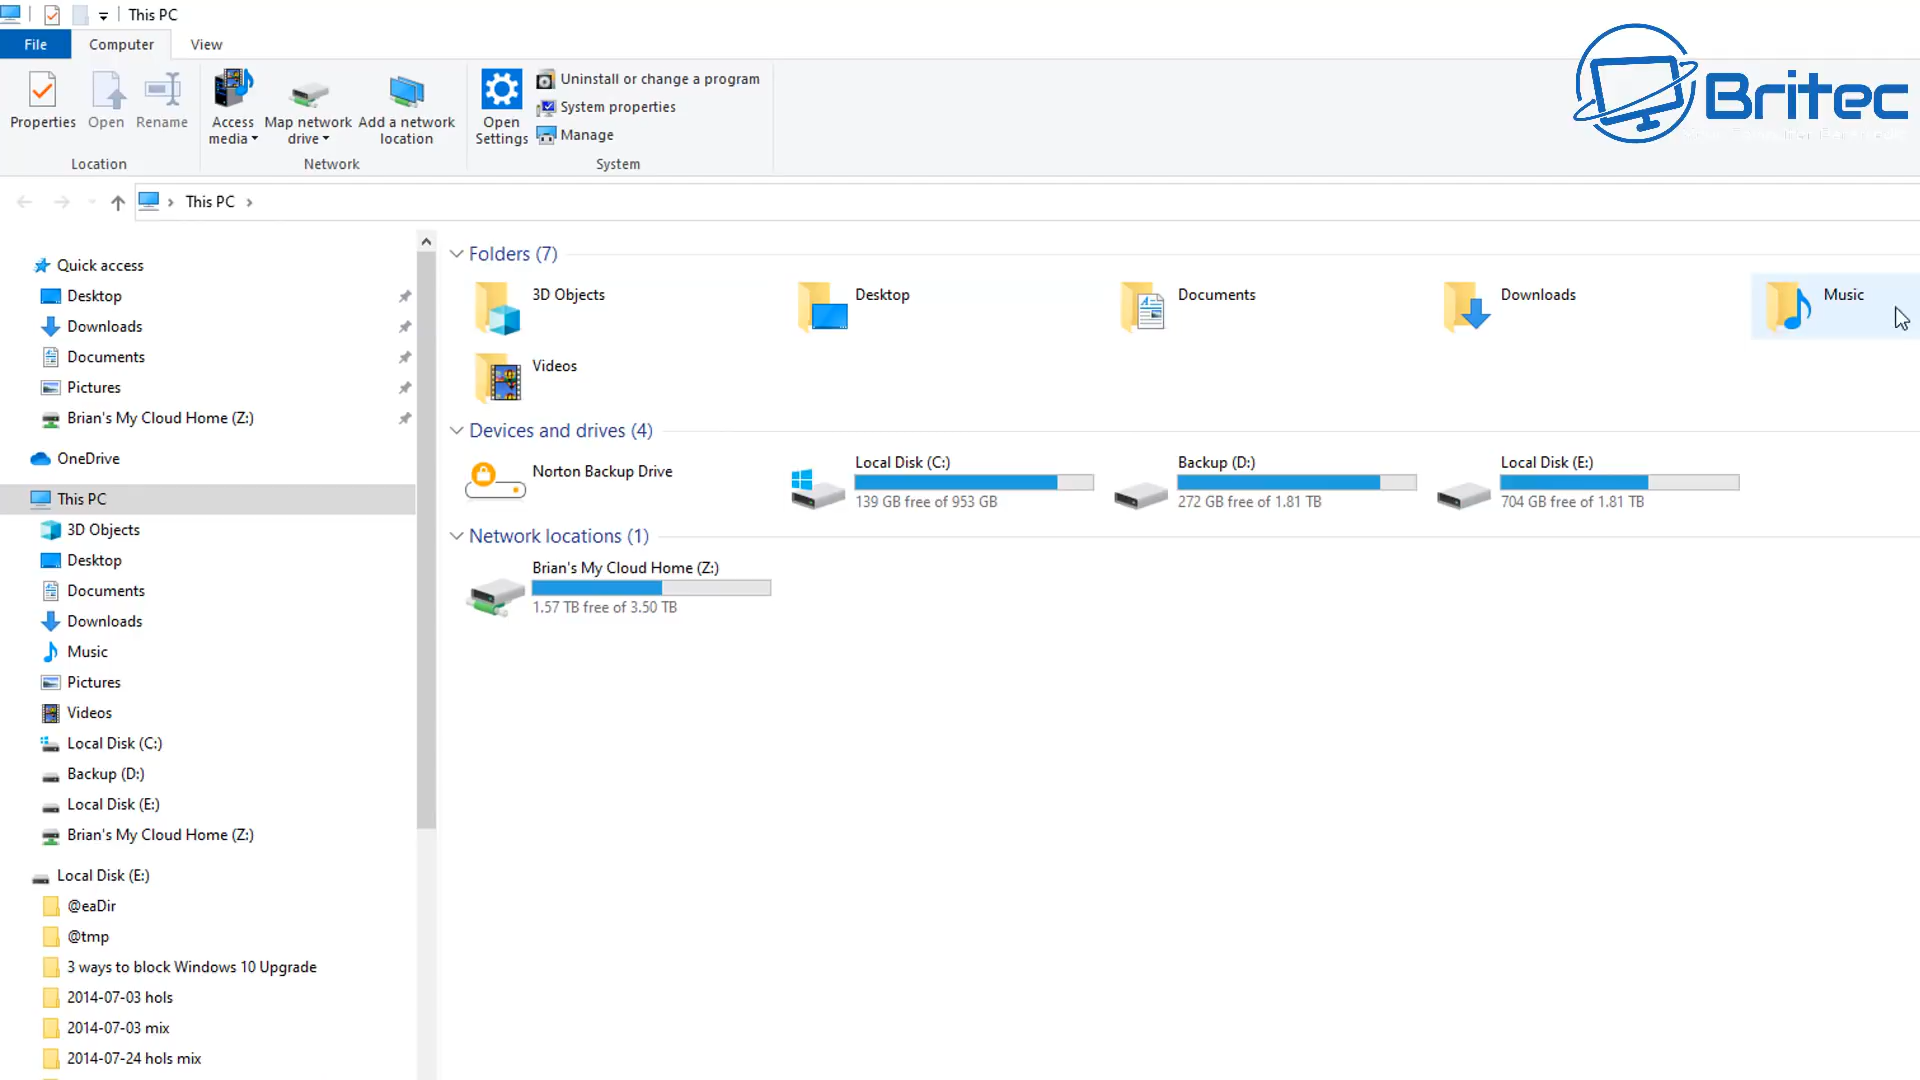 This PC
File
Computer
View
Britec
Properties
Open
Rename
Access media
Map network drive
Add a network location
Open Settings
Uninstall or change a program
System properties
Manage
Location
Network
System
This PC
Quick access
Desktop
Downloads
Documents
Pictures
Brian's My Cloud Home (Z:)
OneDrive
This PC
3D Objects
Desktop
Documents
Downloads
Music
Pictures
Videos
Local Disk (C:)
Backup (D:)
Local Disk (E:)
Brian's My Cloud Home (Z:)
Local Disk (E:)
@eaDir
@tmp
3 ways to block Windows 10 Upgrade
2014-07-03 hols
2014-07-03 mix
2014-07-24 hols mix
Folders (7)
3D Objects
Desktop
Documents
Downloads
Music
Videos
Devices and drives (4)
Norton Backup Drive
Local Disk (C:)
139 GB free of 953 GB
Backup (D:)
272 GB free of 1.81 TB
Local Disk (E:)
704 GB free of 1.81 TB
Network locations (1)
Brian's My Cloud Home (Z:)
1.57 TB free of 3.50 TB